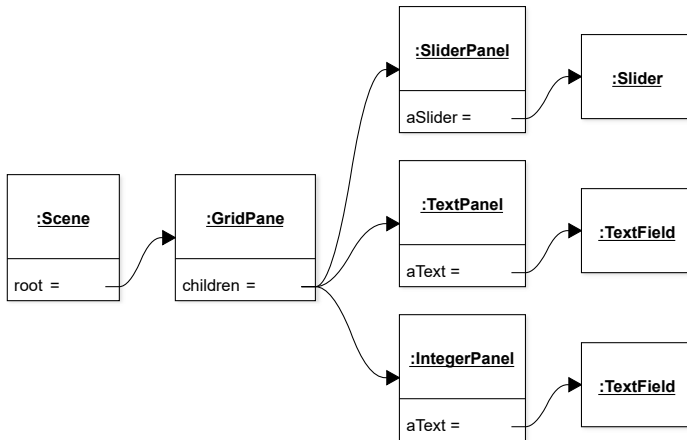 :SliderPanel
:Slider
aSlider =
:Scene
:GridPane
:TextPanel
:TextField
root =
children =
aText =
:IntegerPanel
:TextField
aText =